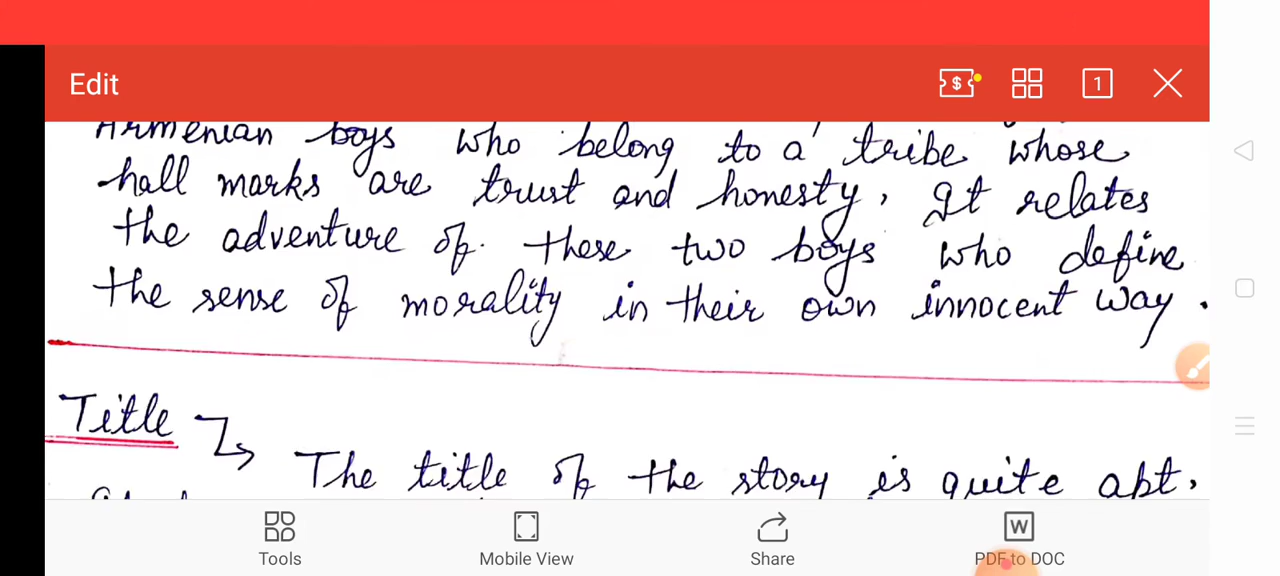 Edit
$
1
Armenian boys who belong to a tribe whose
hall marks are trust and honesty. It relates
the adventure of these two boys who define
the sense of morality in their own innocent way.
Title
The title of the story is quite apt.
Tools
Mobile View
Share
W
PDF to DOC